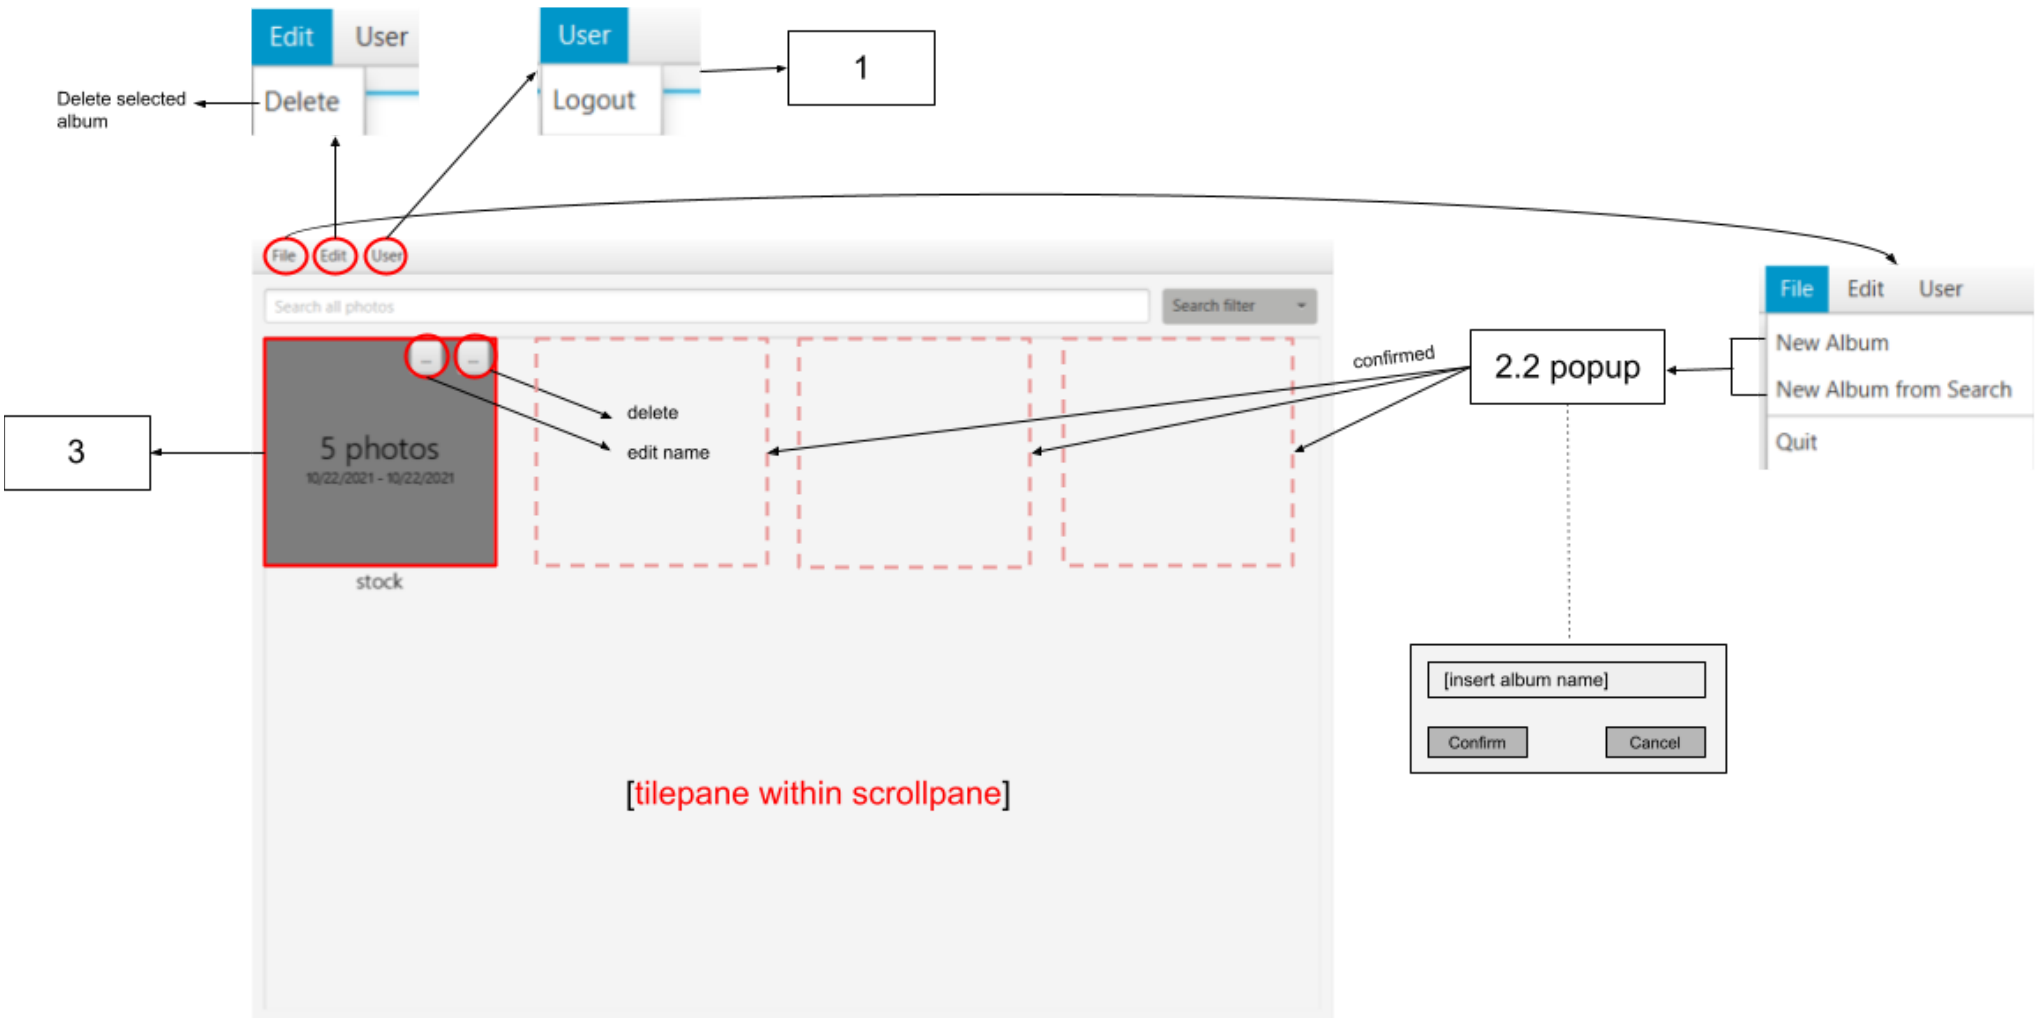 Edit User
Delete
Delete selected
album
User
Logout
1
File Edit User
Search all photos
Search filter
5 photos
10/22/2021 - 10/22/2021
stock
delete
edit name
3
confirmed
2.2 popup
File Edit User
New Album
New Album from Search
Quit
[insert album name]
Confirm Cancel
[tilepane within scrollpane]